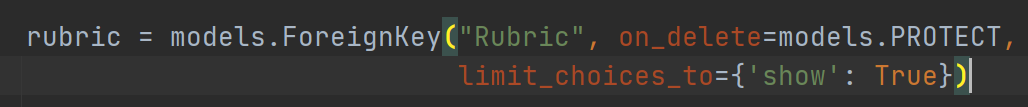 rubric = models.ForeignKey("Rubric", on_delete=models.PROTECT,
limit_choices_to={'show': True})